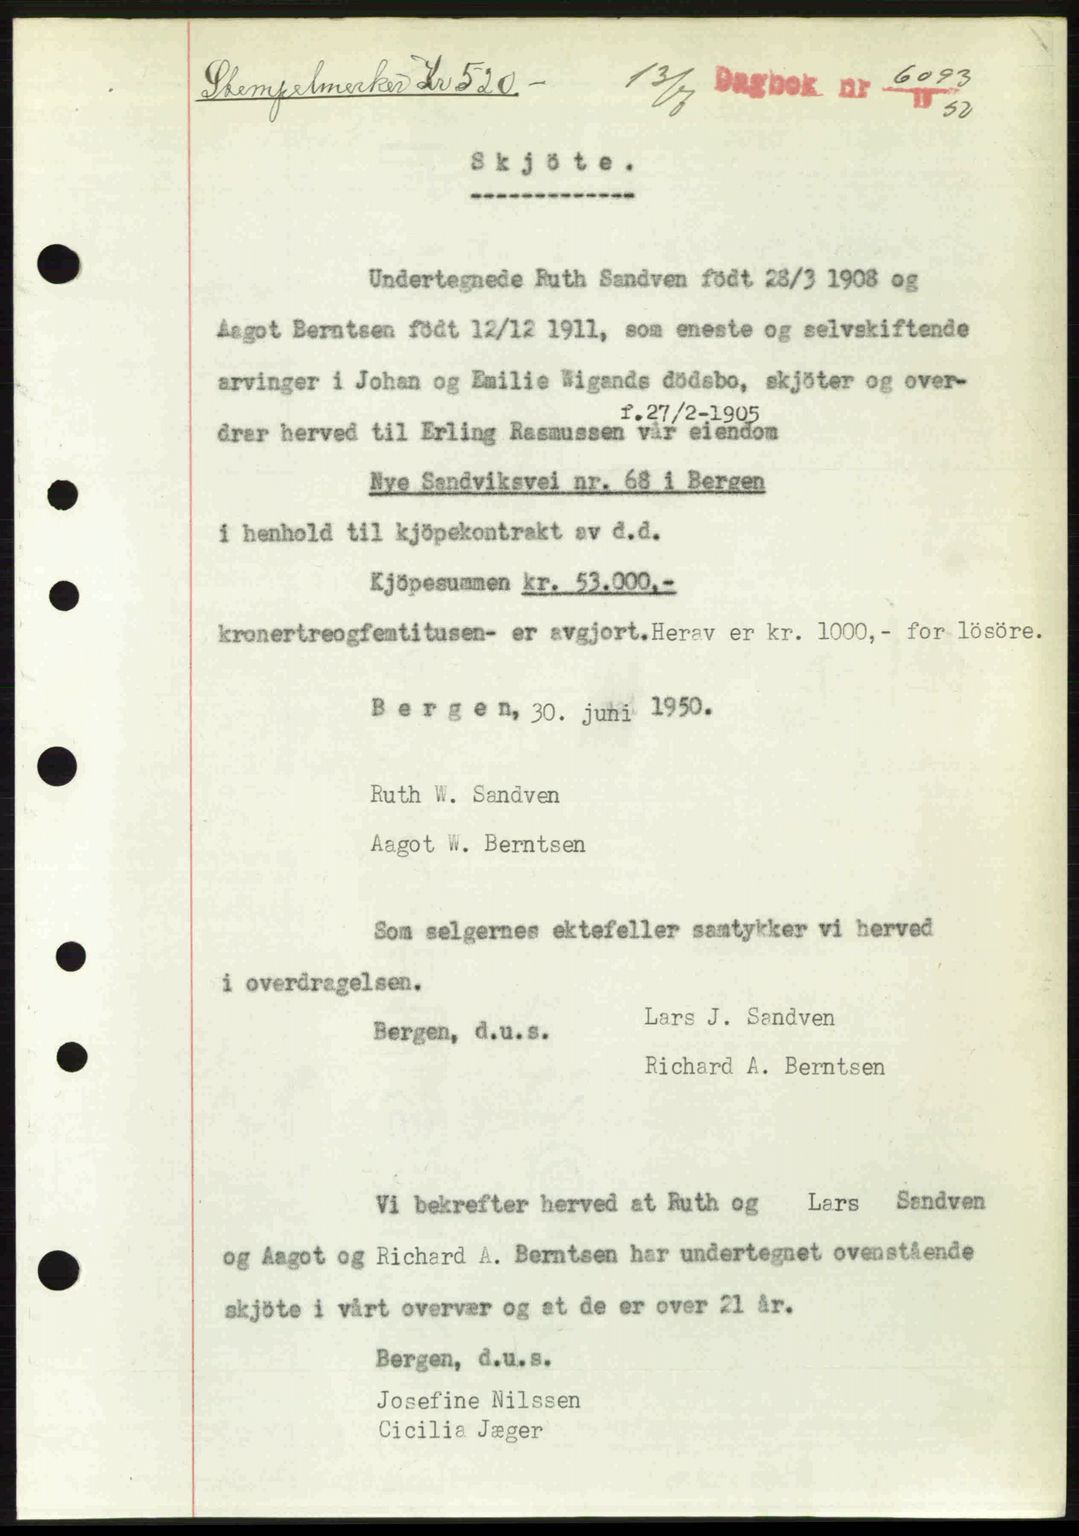 Stempelmerker Kr 520.-
13/7 Dagbok nr 6093
50
Skjöte.
-------------
Undertegnede Ruth Sandven födt 28/3 1908 og
Aagot Berntsen födt 12/12 1911, som eneste og selvskiftende
arvinger i Johan og Emilie Wigands dödsbo, skjöter og over-
f.27/2-1905
drar herved til Erling Rasmussen vår eiendom
Nye Sandviksvei nr. 68 i Bergen
i henhold til kjöpekontrakt av d.d.
Kjöpesummen kr. 53.000,-
kronertreogfemtitusen- er avgjort.Herav er kr. 1000,- for lösöre.
Bergen, 30. juni 1950.
Ruth W. Sandven
Aagot W. Berntsen
Som selgernes ektefeller samtykker vi herved
i overdragelsen.
Lars J. Sandven
Bergen, d.u.s.
Richard A. Berntsen
Vi bekrefter herved at Ruth og Lars Sandven
og Aagot og Richard A. Berntsen har undertegnet ovenstående
skjöte i vårt overvær og at de er over 21 år.
Bergen, d.u.s.
Josefine Nilssen
Cicilia Jæger